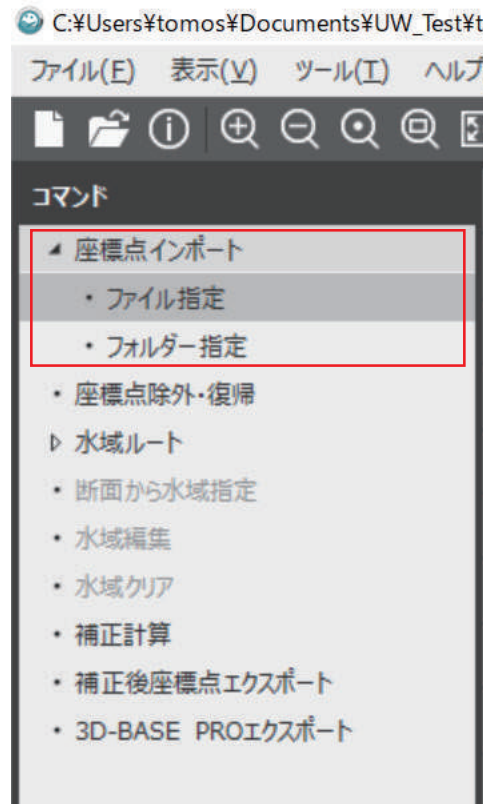 C:¥Users¥tomos¥Documents¥UW_Test¥t
ファイル(F) 表示(V) ツール(T) ヘルプ
コマンド
座標点インポート
・ファイル指定
・フォルダー指定
・座標点除外・復帰
水域ルート
・断面から水域指定
・水域編集
・水域クリア
・補正計算
・補正後座標点エクスポート
・3D-BASE PROエクスポート